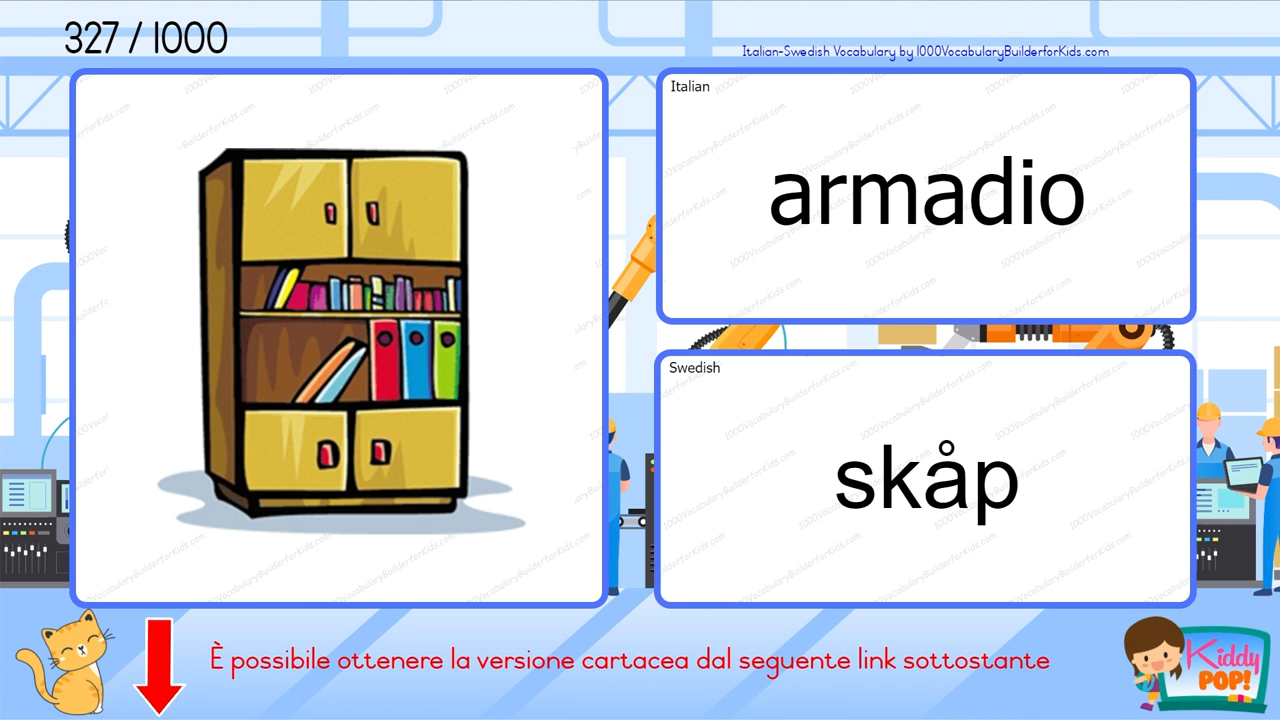 327 / 1000
Italian-Swedish Vocabulary by 1000VocabularyBuilderforKids.com
Italian
armadio
Swedish
skåp
È possibile ottenere la versione cartacea dal seguente link sottostante
Kiddy
POP!